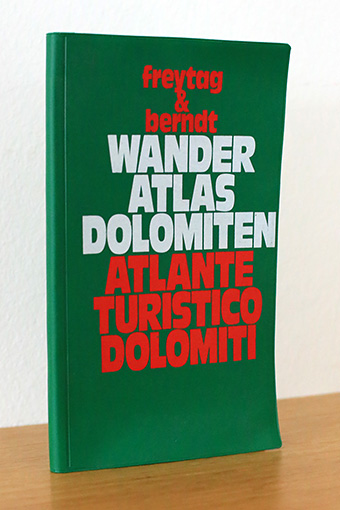 freytag
&
berndt
WANDER
ATLAS
DOLOMITEN
ATLANTE
TURISTICO
DOLOMITI